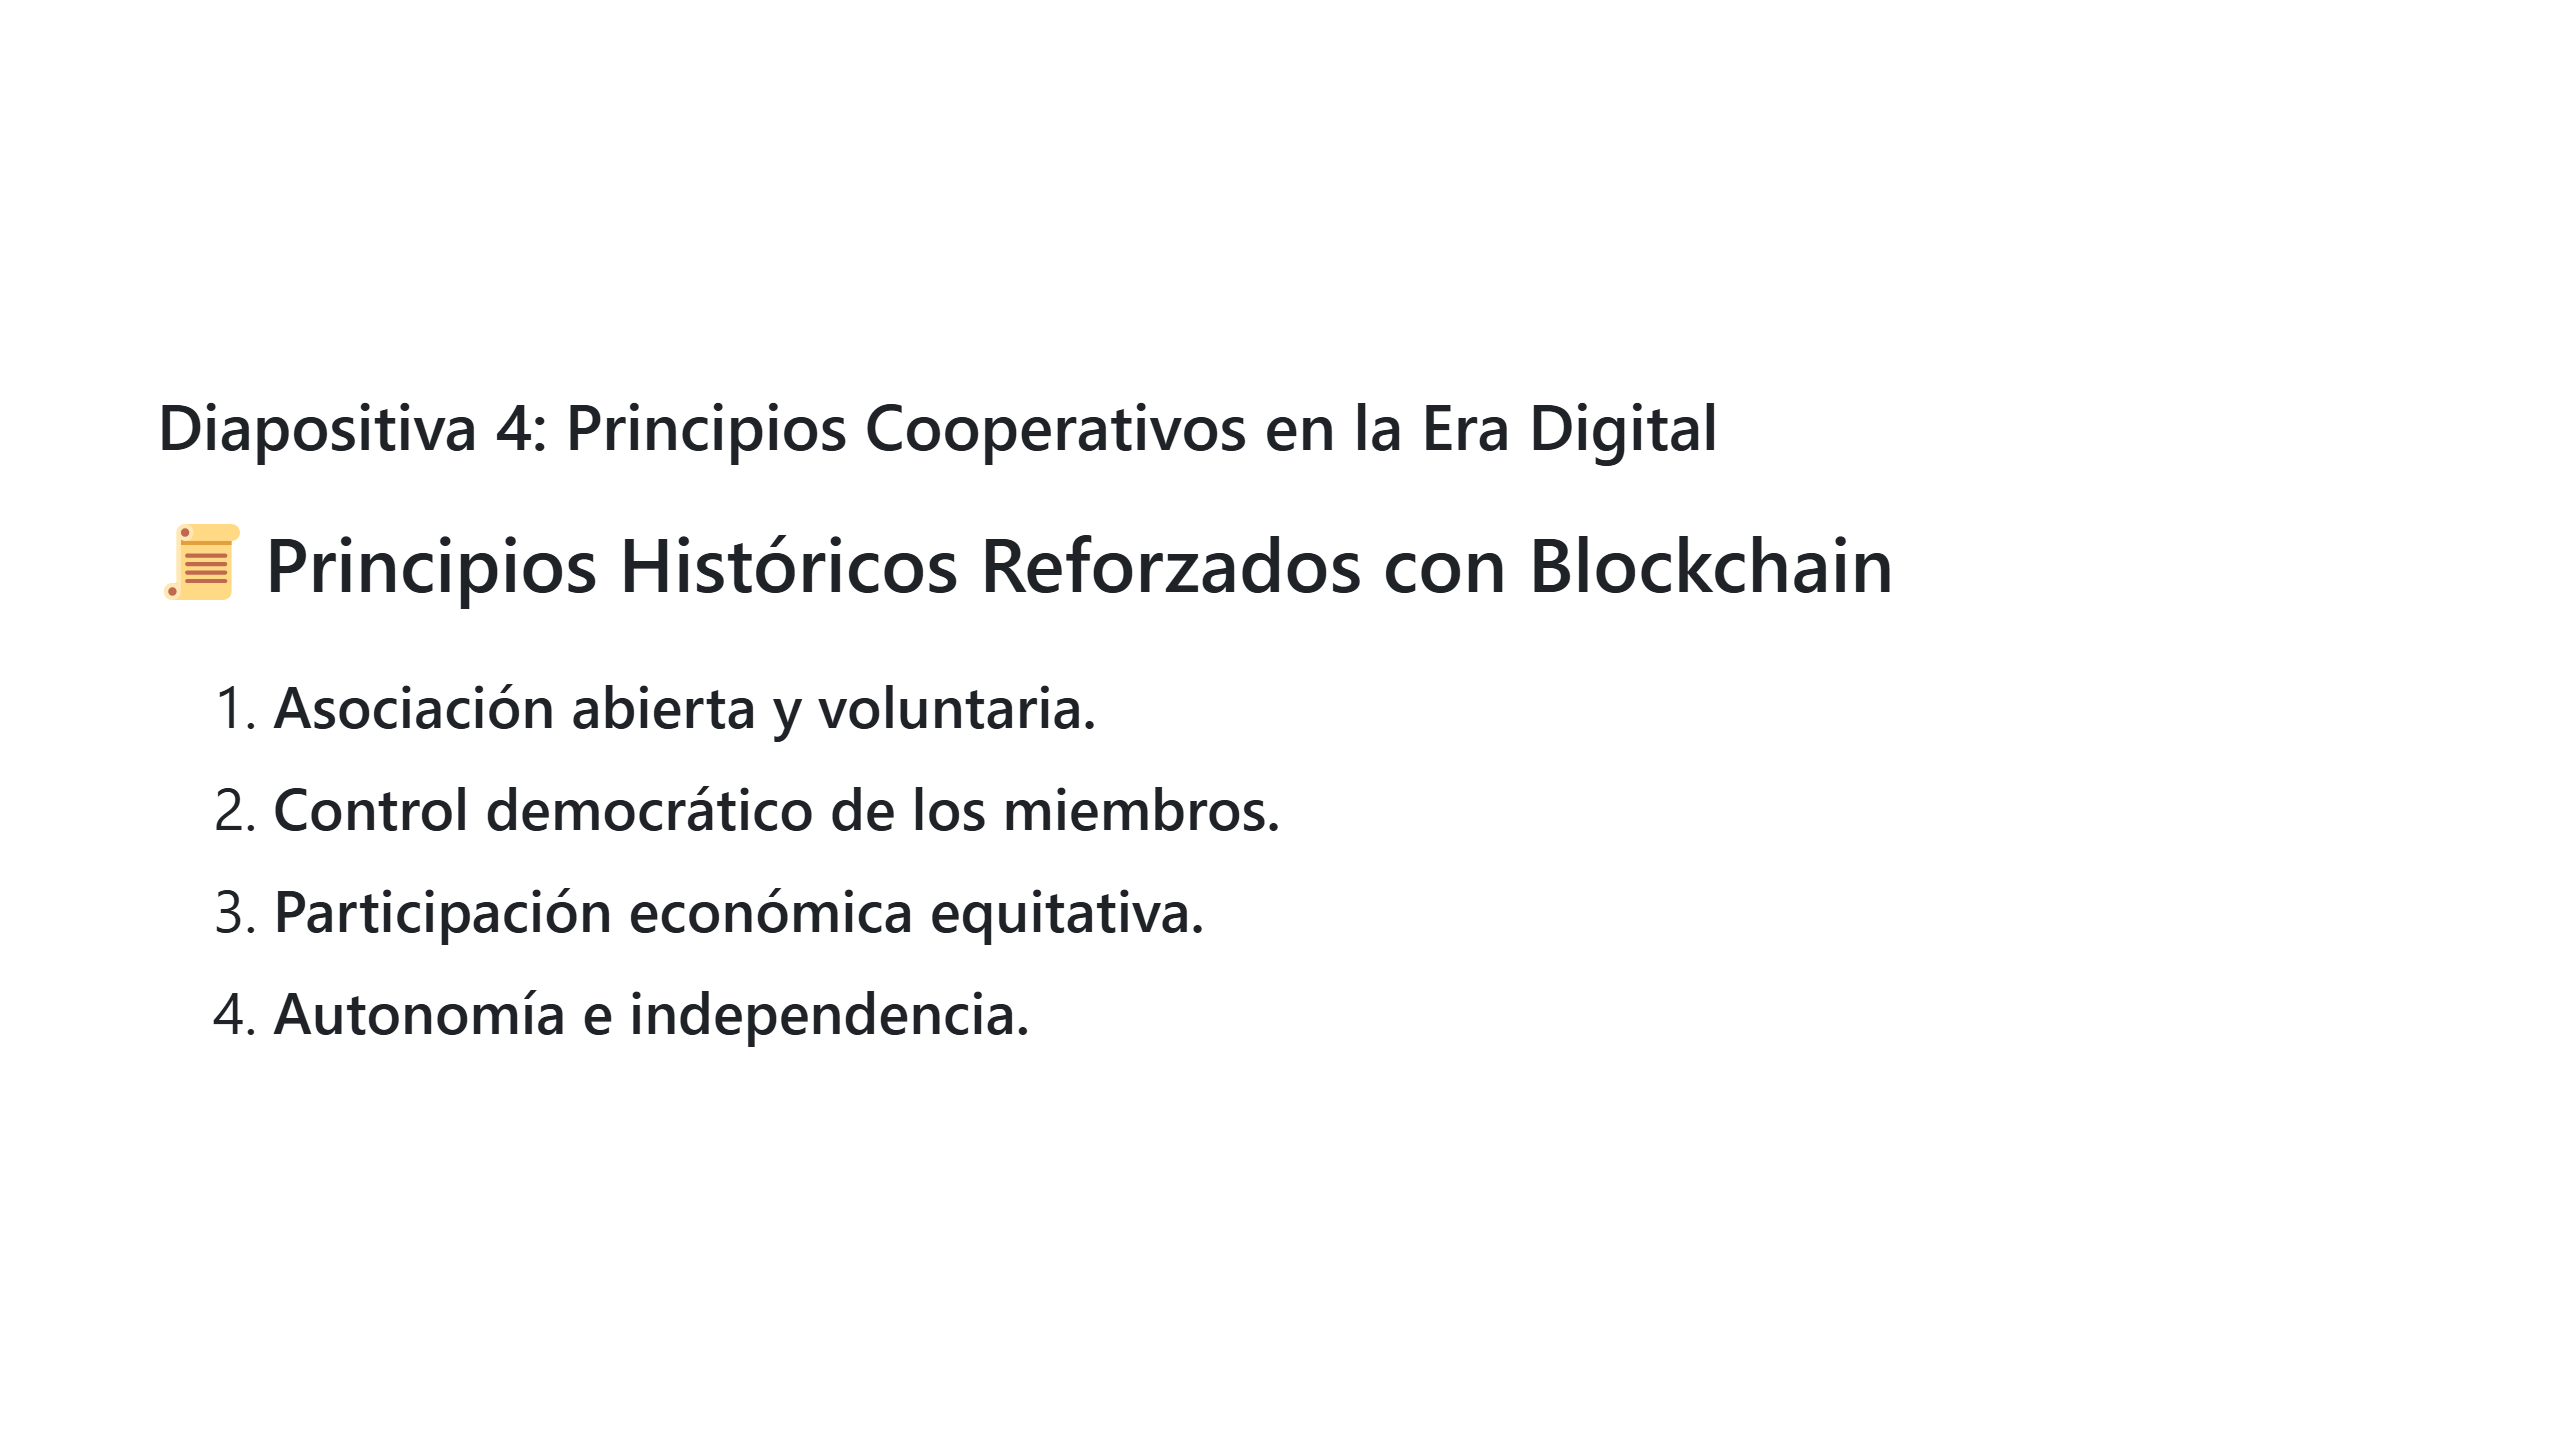 Diapositiva 4: Principios Cooperativos en la Era Digital
📜 Principios Históricos Reforzados con Blockchain
1. Asociación abierta y voluntaria.
2. Control democrático de los miembros.
3. Participación económica equitativa.
4. Autonomía e independencia.